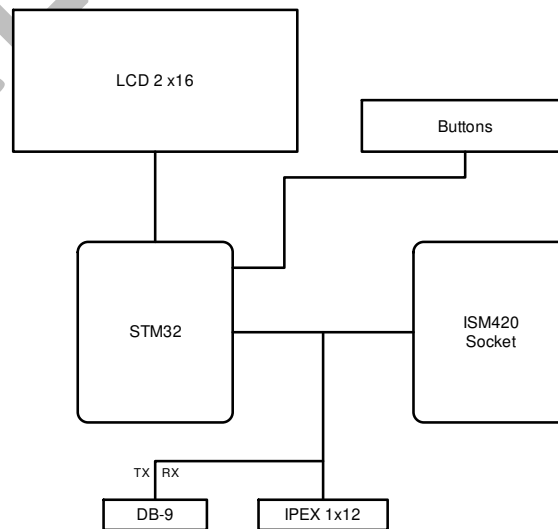 LCD 2 x16
Buttons
STM32
ISM420
Socket
TX RX
DB-9
IPEX 1x12